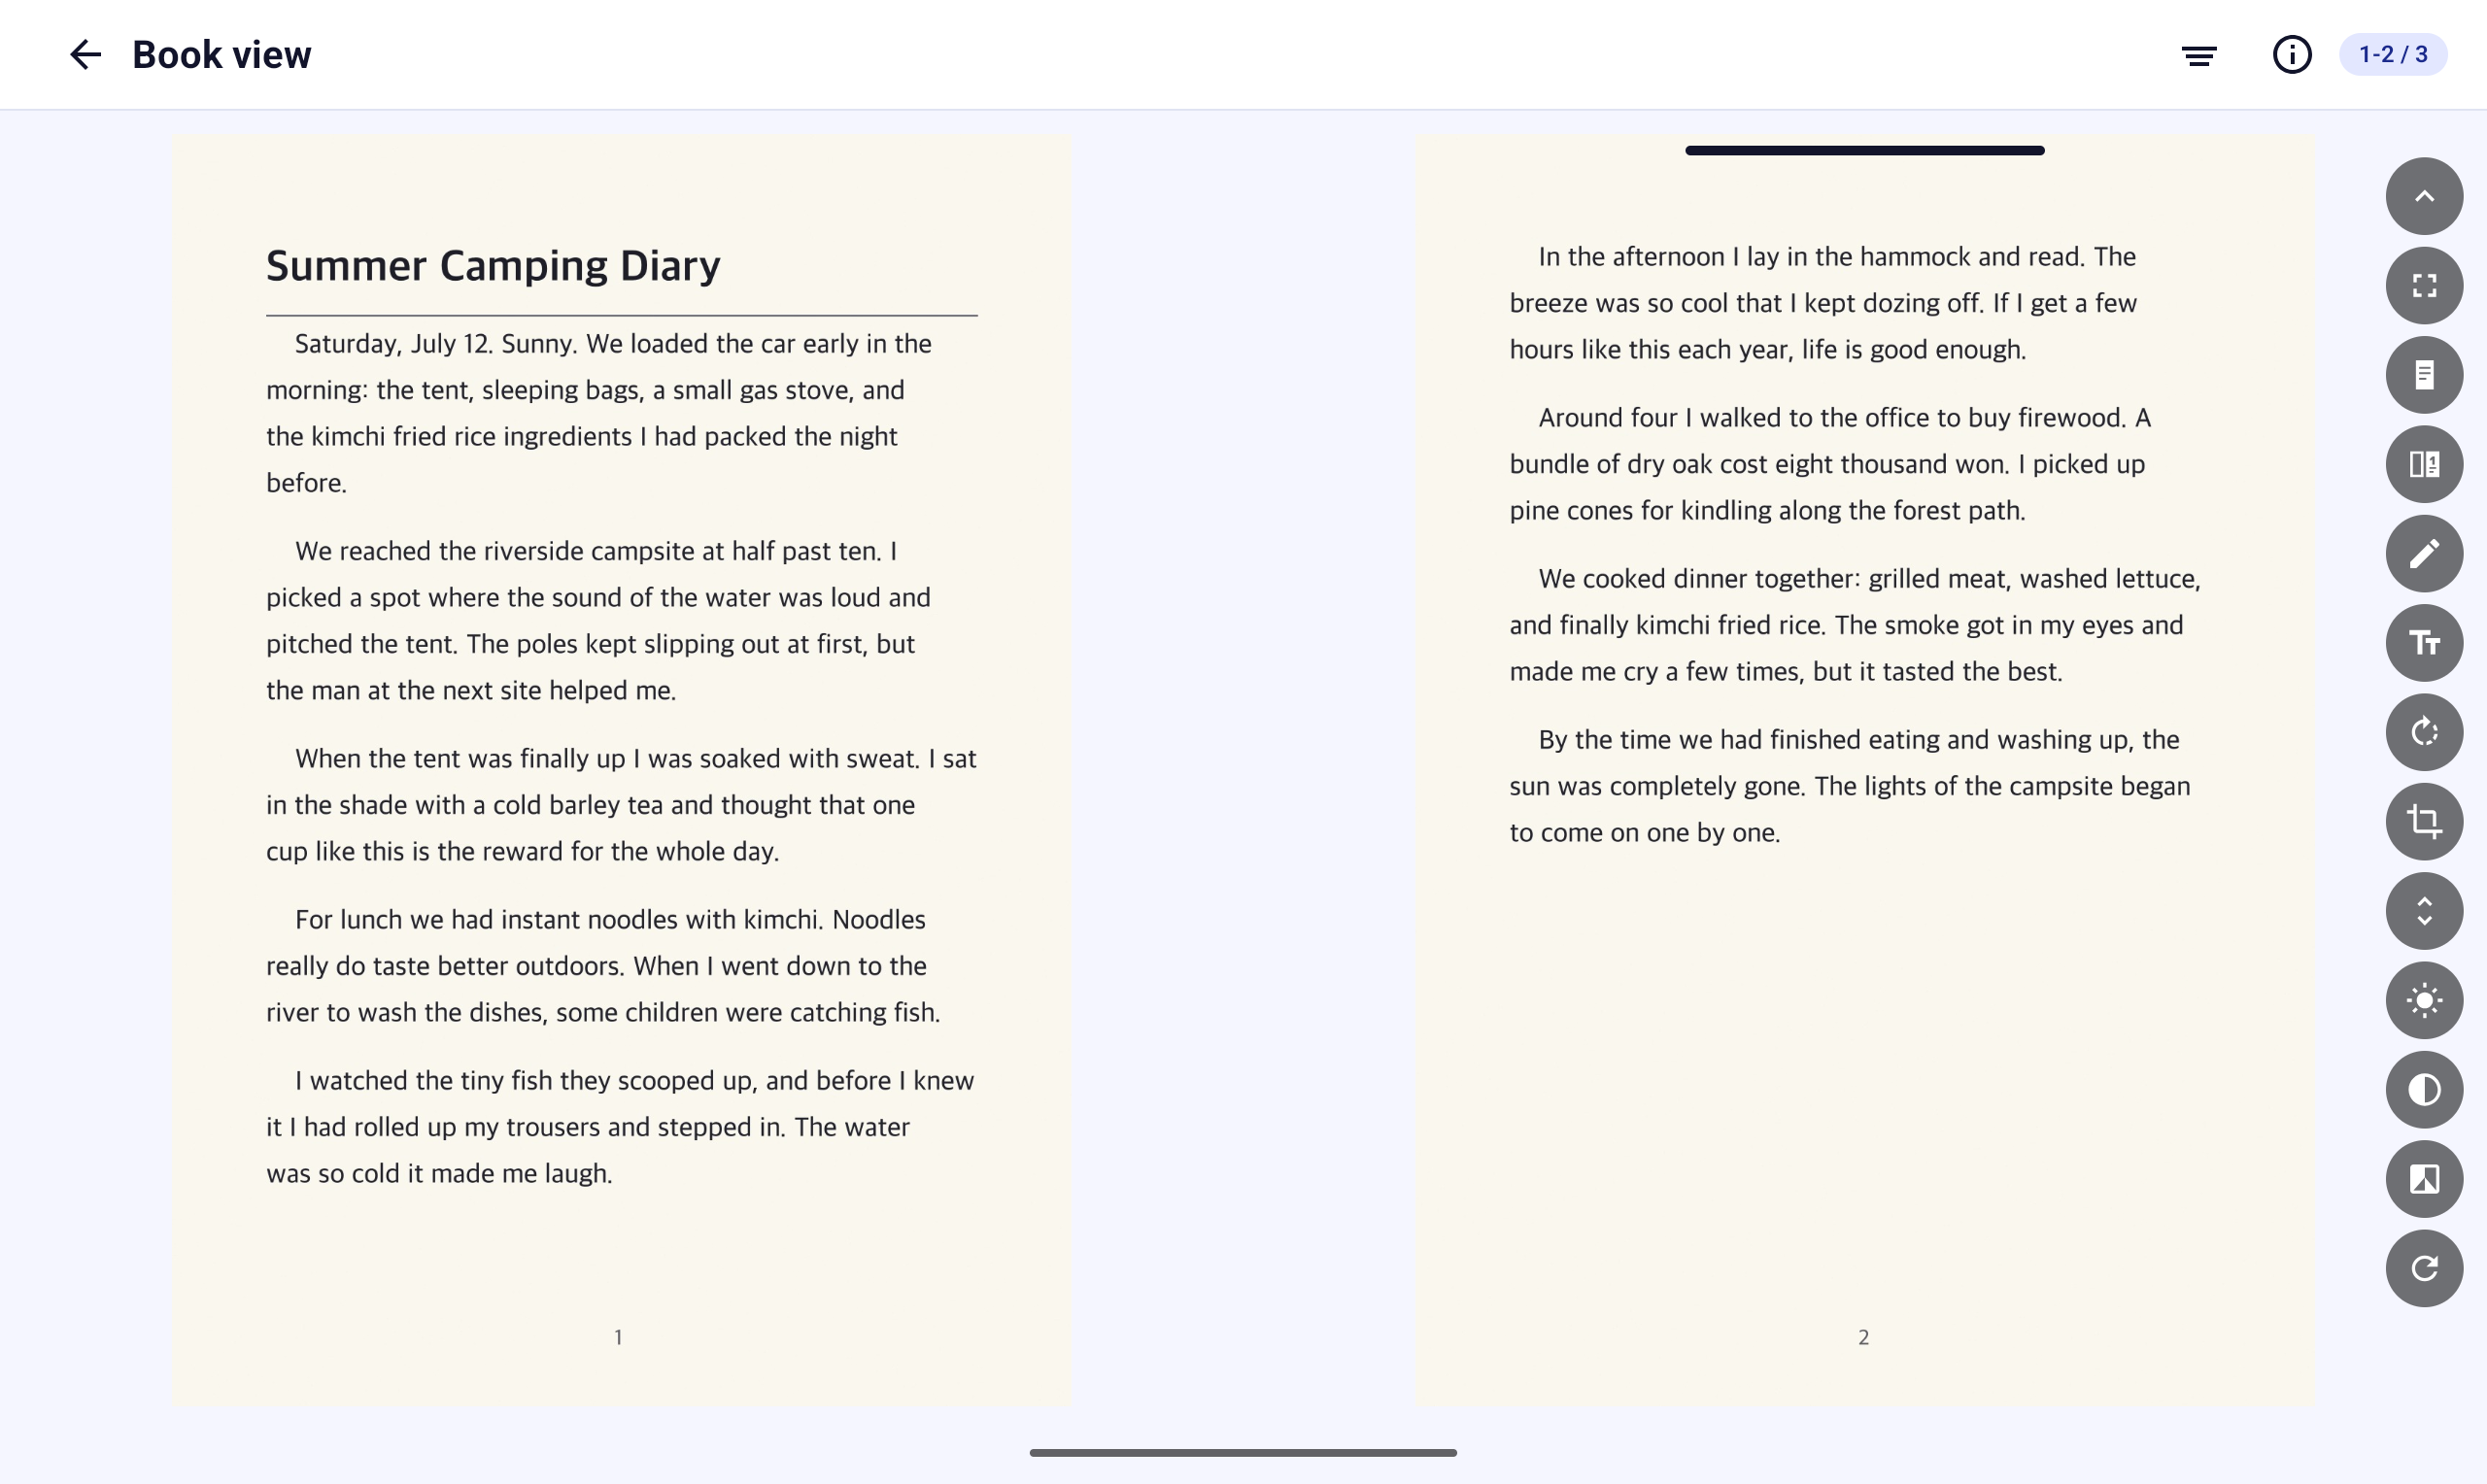 Book view
1-2 / 3
Summer Camping Diary
Saturday, July 12. Sunny. We loaded the car early in the
morning: the tent, sleeping bags, a small gas stove, and
the kimchi fried rice ingredients I had packed the night
before.
We reached the riverside campsite at half past ten. I
picked a spot where the sound of the water was loud and
pitched the tent. The poles kept slipping out at first, but
the man at the next site helped me.
When the tent was finally up I was soaked with sweat. I sat
in the shade with a cold barley tea and thought that one
cup like this is the reward for the whole day.
For lunch we had instant noodles with kimchi. Noodles
really do taste better outdoors. When I went down to the
river to wash the dishes, some children were catching fish.
I watched the tiny fish they scooped up, and before I knew
it I had rolled up my trousers and stepped in. The water
was so cold it made me laugh.
1
In the afternoon I lay in the hammock and read. The
breeze was so cool that I kept dozing off. If I get a few
hours like this each year, life is good enough.
Around four I walked to the office to buy firewood. A
bundle of dry oak cost eight thousand won. I picked up
pine cones for kindling along the forest path.
We cooked dinner together: grilled meat, washed lettuce,
and finally kimchi fried rice. The smoke got in my eyes and
made me cry a few times, but it tasted the best.
By the time we had finished eating and washing up, the
sun was completely gone. The lights of the campsite began
to come on one by one.
2